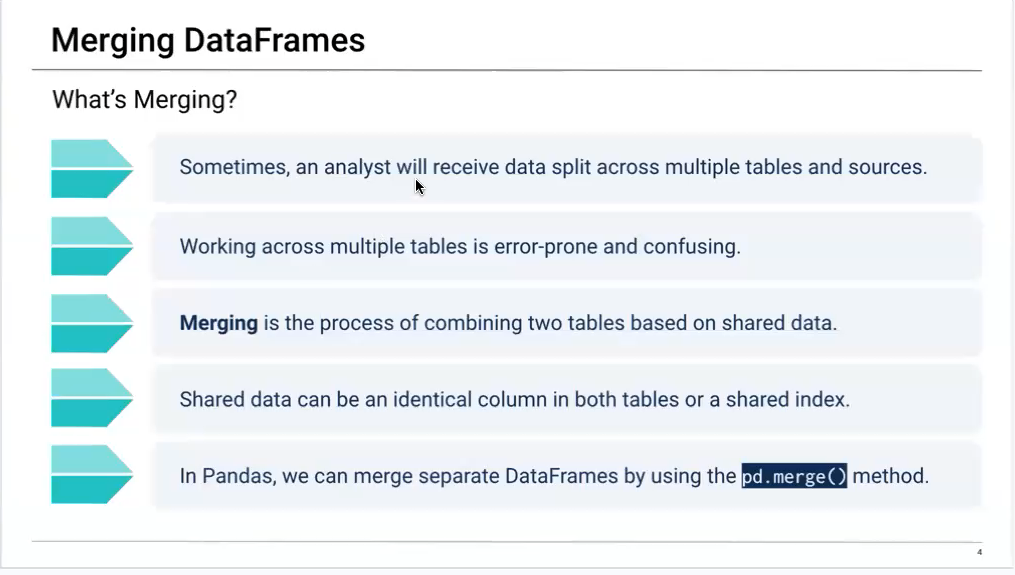 Merging DataFrames
What's Merging?
Sometimes, an analyst will receive data split across multiple tables and sources.
Working across multiple tables is error-prone and confusing.
Merging is the process of combining two tables based on shared data.
Shared data can be an identical column in both tables or a shared index.
In Pandas, we can merge separate DataFrames by using the pd.merge() method.
4